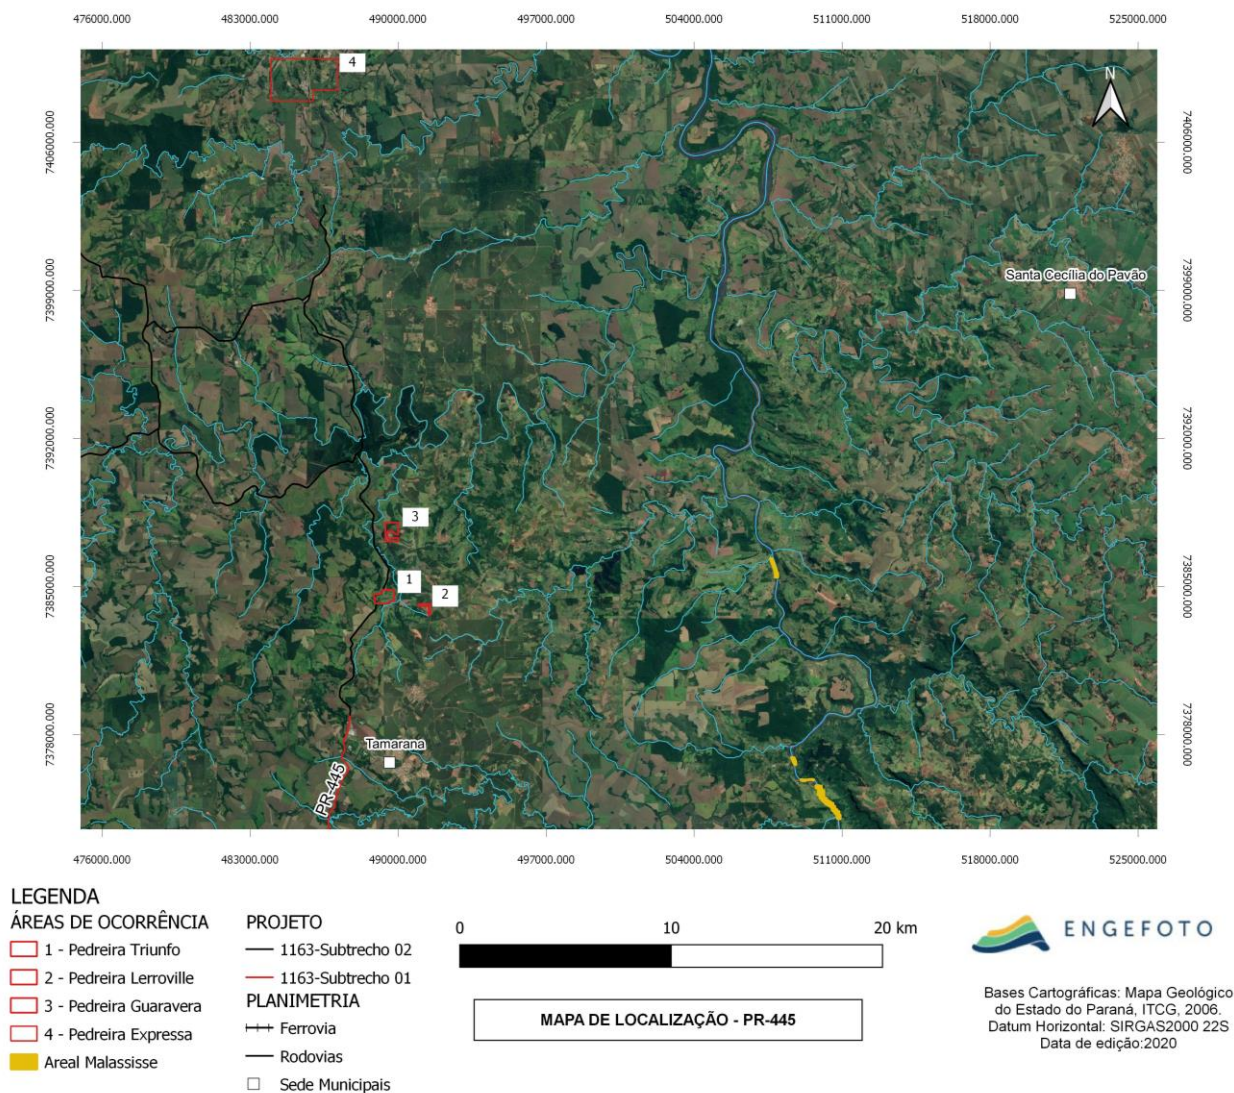 476000.000 483000.000 490000.000 497000.000 504000.000 511000.000 518000.000 525000.000
4
N
7406000.000 7406000.000
Santa Cecília do Pavão
7399000.000 7399000.000
7392000.000 7392000.000
3
1
2
7385000.000 7385000.000
7378000.000 7378000.000
Tamarana
PR-445
476000.000 483000.000 490000.000 497000.000 504000.000 511000.000 518000.000 525000.000
LEGENDA
ÁREAS DE OCORRÊNCIA
1 - Pedreira Triunfo
2 - Pedreira Lerroville
3 - Pedreira Guaravera
4 - Pedreira Expressa
Areal Malassisse
PROJETO
1163-Subtrecho 02
1163-Subtrecho 01
PLANIMETRIA
Ferrovia
Rodovias
Sede Municipais
0 10 20 km
MAPA DE LOCALIZAÇÃO - PR-445
ENGEFOTO
Bases Cartográficas: Mapa Geológico
do Estado do Paraná, ITCG, 2006.
Datum Horizontal: SIRGAS2000 22S
Data de edição:2020